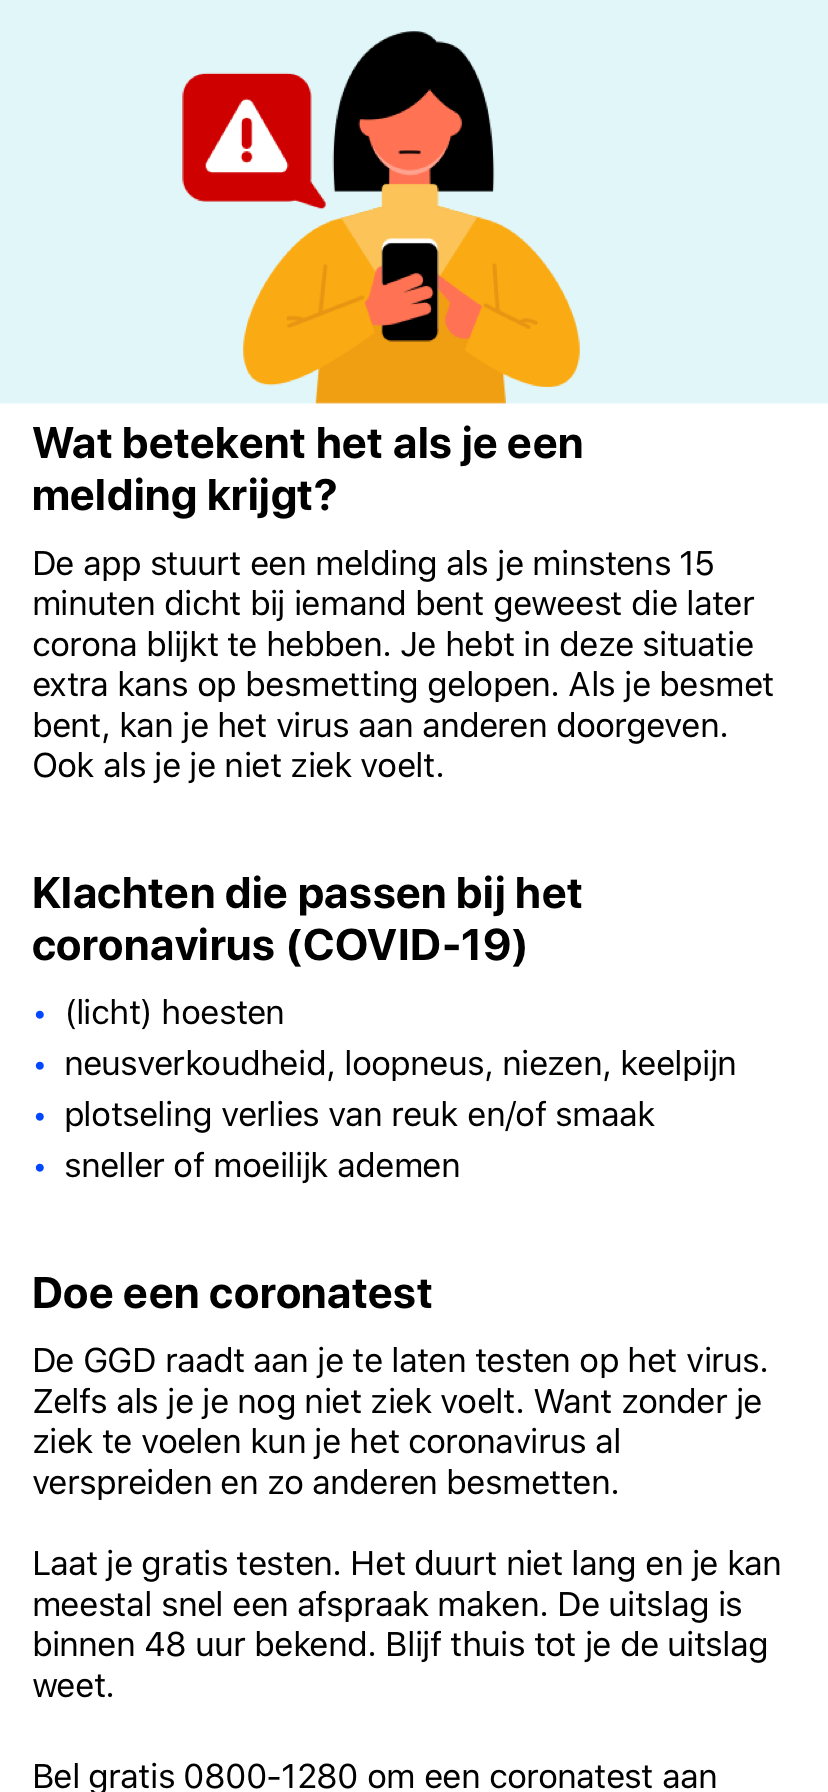 Wat betekent het als je een
melding krijgt?
De app stuurt een melding als je minstens 15
minuten dicht bij iemand bent geweest die later
corona blijkt te hebben. Je hebt in deze situatie
extra kans op besmetting gelopen. Als je besmet
bent, kan je het virus aan anderen doorgeven.
Ook als je je niet ziek voelt.
Klachten die passen bij het
coronavirus (COVID-19)
• (licht) hoesten
• neusverkoudheid, loopneus, niezen, keelpijn
• plotseling verlies van reuk en/of smaak
• sneller of moeilijk ademen
Doe een coronatest
De GGD raadt aan je te laten testen op het virus.
Zelfs als je je nog niet ziek voelt. Want zonder je
ziek te voelen kun je het coronavirus al
verspreiden en zo anderen besmetten.
Laat je gratis testen. Het duurt niet lang en je kan
meestal snel een afspraak maken. De uitslag is
binnen 48 uur bekend. Blijf thuis tot je de uitslag
weet.
Bel gratis 0800-1280 om een coronatest aan